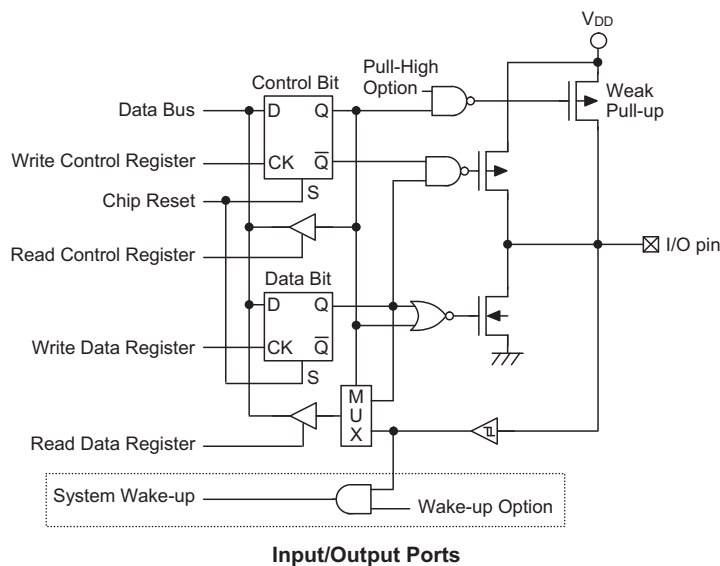 VDD
Control Bit
Pull-High
Option
Weak
Pull-up
Data Bus
D
Q
Write Control Register
CK
Q
S
Chip Reset
Read Control Register
I/O pin
Data Bit
D
Q
Write Data Register
CK
Q
S
M
U
X
Read Data Register
System Wake-up
Wake-up Option
Input/Output Ports